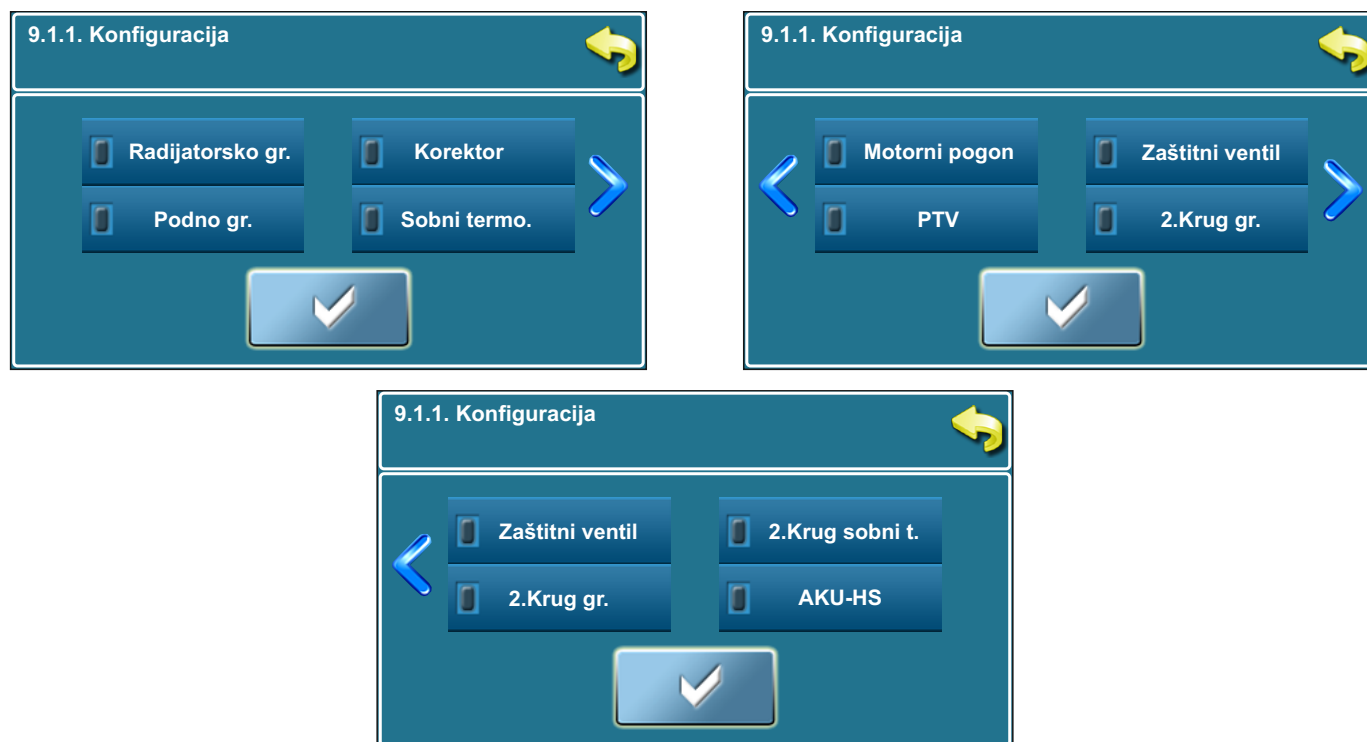 9.1.1. Konfiguracija
Radijatorsko gr.
Korektor
Podno gr.
Sobni termo.
9.1.1. Konfiguracija
Motorni pogon
Zaštitni ventil
PTV
2.Krug gr.
9.1.1. Konfiguracija
Zaštitni ventil
2.Krug sobni t.
2.Krug gr.
AKU-HS